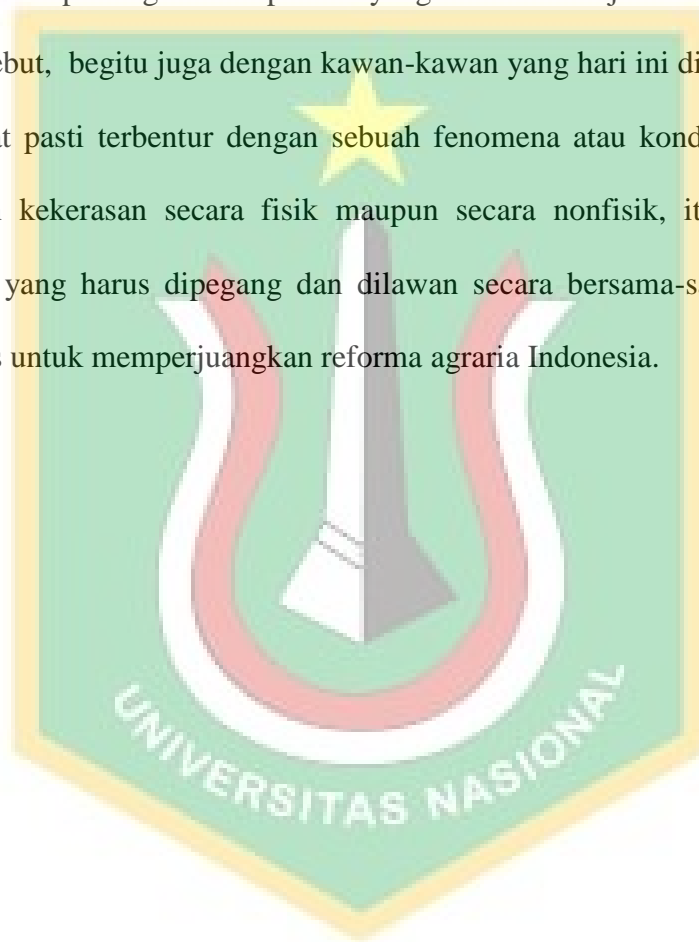 ebut, begitu juga dengan kawan-kawan yang hari ini di
t pasti terbentur dengan sebuah fenomena atau kond
kekerasan secara fisik maupun secara nonfisik, it
yang harus dipegang dan dilawan secara bersama-s
s untuk memperjuangkan reforma agraria Indonesia.
UNIVERSITAS NASIONAL